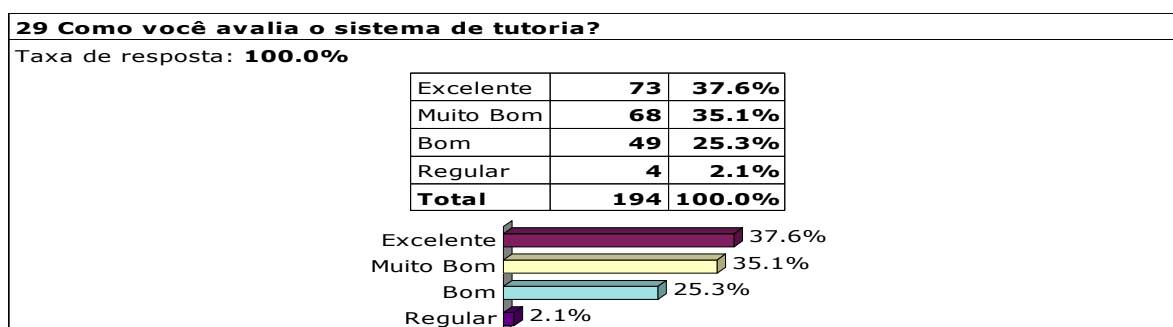 29 Como você avalia o sistema de tutoria?
Taxa de resposta: 100.0%
Excelente 73 37.6%
Muito Bom 68 35.1%
Bom 49 25.3%
Regular 4 2.1%
Total 194 100.0%
Excelente 37.6%
Muito Bom 35.1%
Bom 25.3%
Regular 2.1%